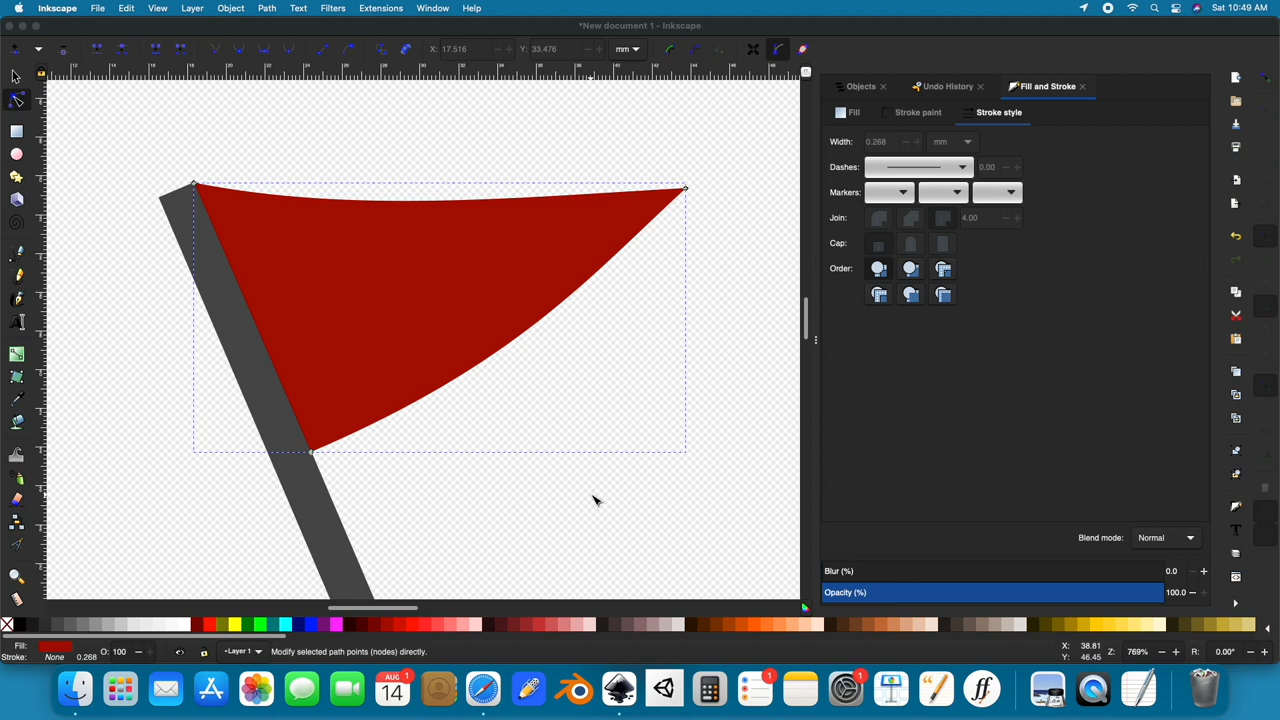 Inkscape File Edit View Layer Object Path Text Filters Extensions Window Help Sat 10:49 AM
*New document 1 - Inkscape
X: 17.516 Y: 33.476 mm
Objects Undo History Fill and Stroke
Fill Stroke paint Stroke style
Width: 0.268 mm
Dashes: 0.00
Markers:
Join: 4.00
Cap:
Order:
Blend mode: Normal
Blur (%) 0.0
Opacity (%) 100.0
Fill: O: 100 Layer 1 Modify selected path points (nodes) directly. X: 38.81 Z: 769% R: 0.00°
Stroke: None 0.268 Y: 46.45
AUG 1
14
1
1
ff